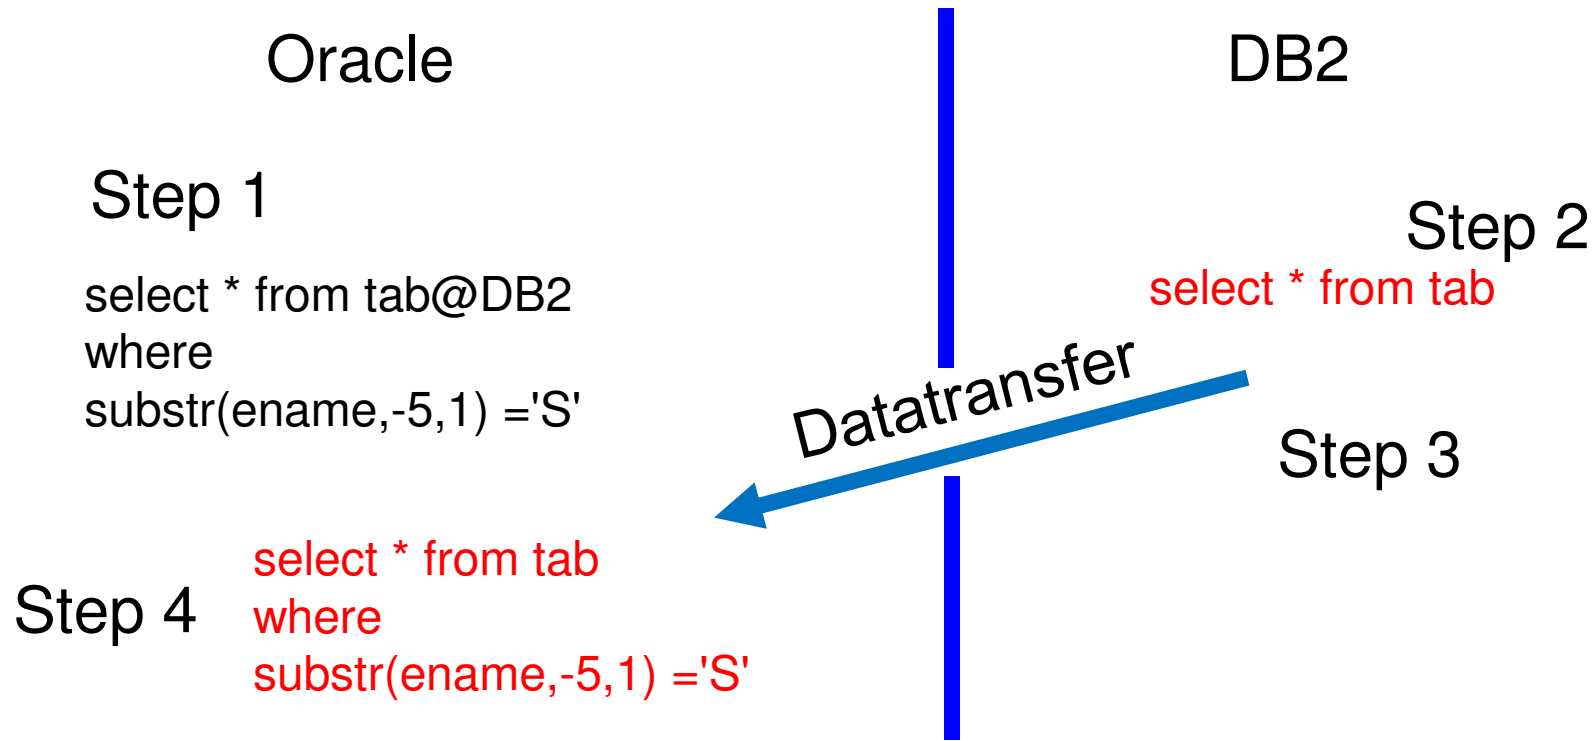 Oracle
DB2
Step 1
select * from tab@DB2
where
substr(ename,-5,1) ='S'
Step 2
select * from tab
Datatransfer
Step 3
Step 4
select * from tab
where
substr(ename,-5,1) ='S'